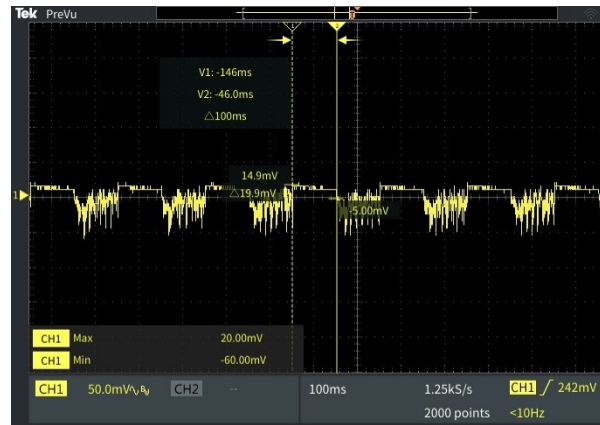 Tek PreVu
V1: -146ms
V2: -46.0ms
△100ms
14.9mV
△19.9mV
-5.00mV
1
CH1 Max 20.00mV
CH1 Min -60.00mV
CH1 50.0mV CH2 -- 100ms 1.25kS/s CH1 242mV
2000 points <10Hz